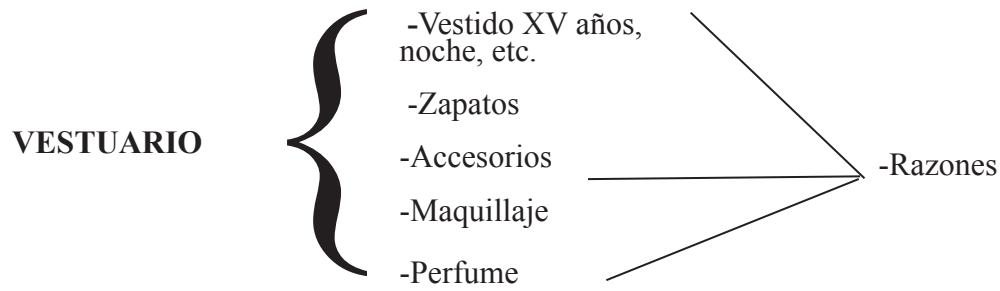 -Vestido XV años,
noche, etc.
-Zapatos
VESTUARIO
-Accesorios
-Razones
-Maquillaje
-Perfume